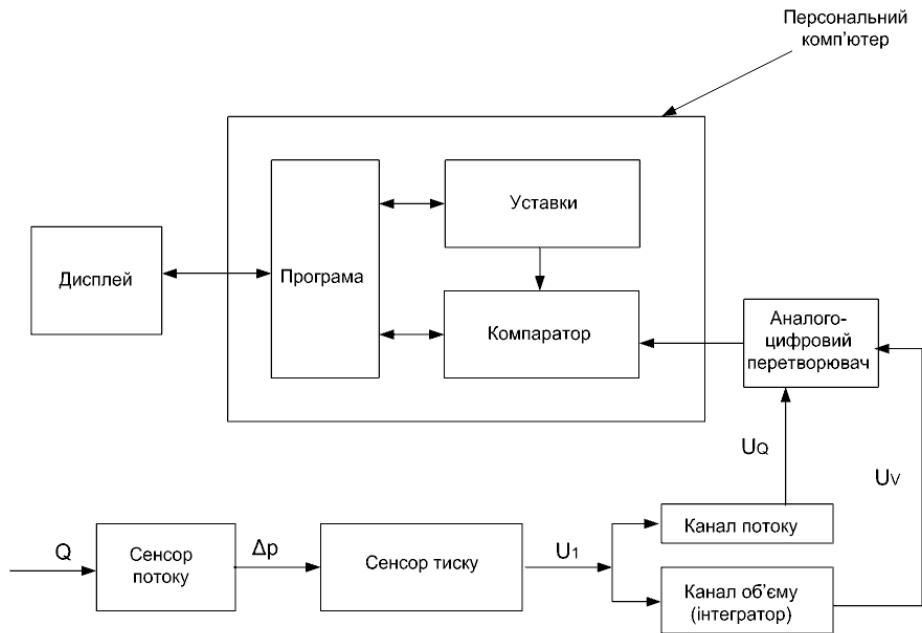 Персональний
комп'ютер
Уставки
Дисплей
Програма
Компаратор
Аналого-
цифровий
перетворювач
UQ
UV
Канал потоку
Q
Сенсор
потоку
Δp
Сенсор тиску
U1
Канал об'єму
(інтегратор)